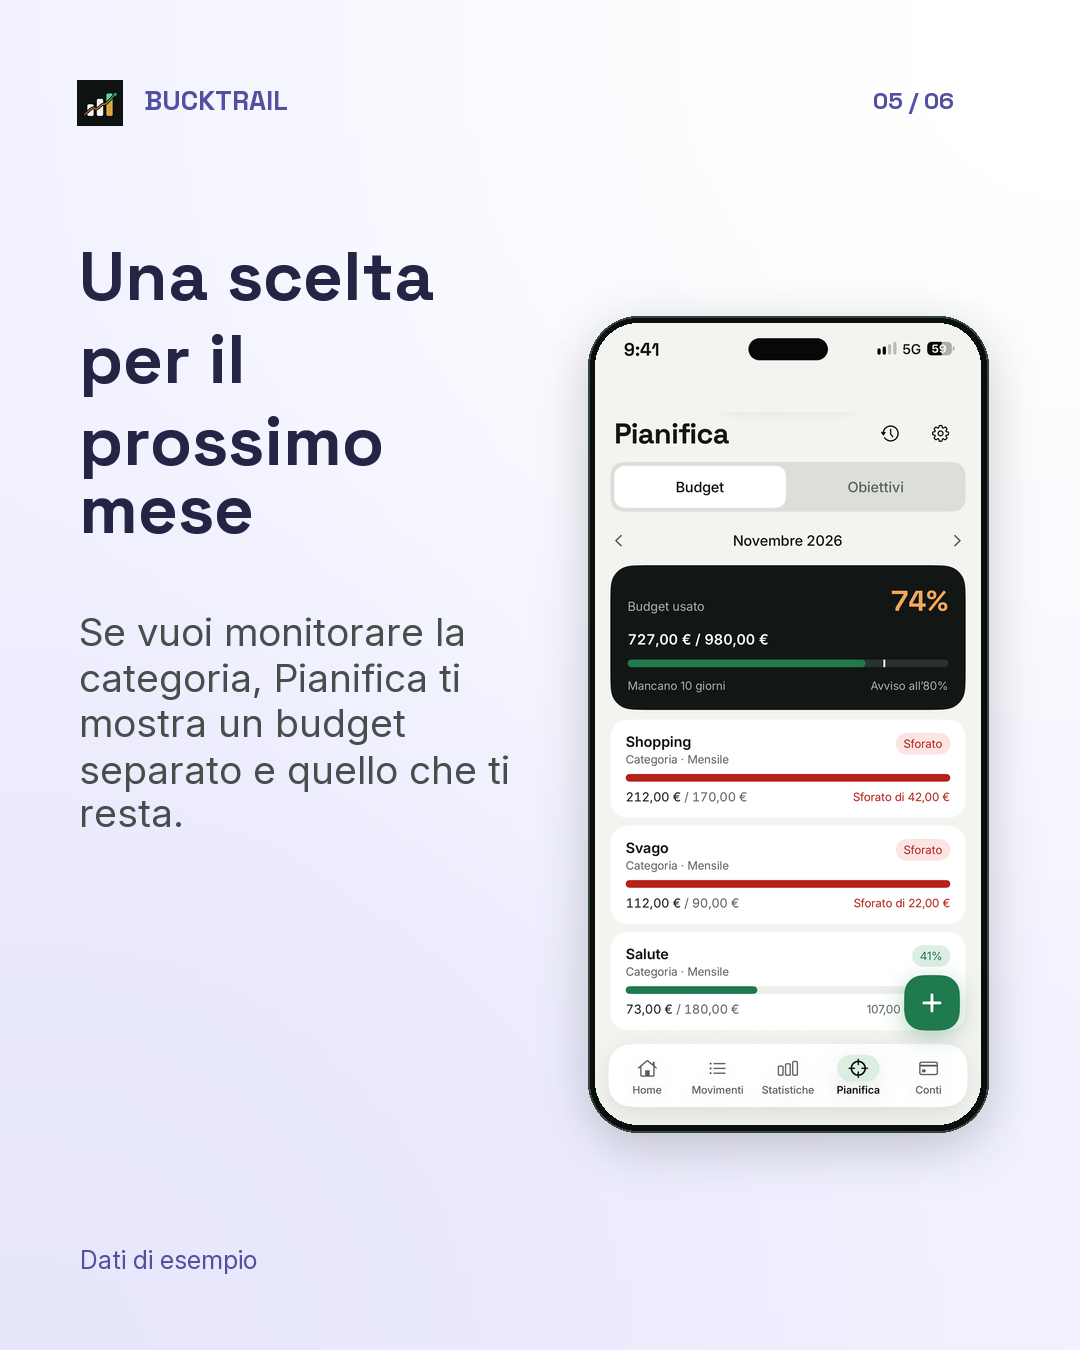 BUCKTRAIL
05 / 06
Una scelta
per il
prossimo
mese
Se vuoi monitorare la
categoria, Pianifica ti
mostra un budget
separato e quello che ti
resta.
9:41
5G 59
Pianifica
Budget Obiettivi
Novembre 2026
Budget usato 74%
727,00 € / 980,00 €
Mancano 10 giorni Avviso all'80%
Shopping Sforato
Categoria · Mensile
212,00 € / 170,00 € Sforato di 42,00 €
Svago Sforato
Categoria · Mensile
112,00 € / 90,00 € Sforato di 22,00 €
Salute 41%
Categoria · Mensile
73,00 € / 180,00 € 107,00
Home Movimenti Statistiche Pianifica Conti
Dati di esempio